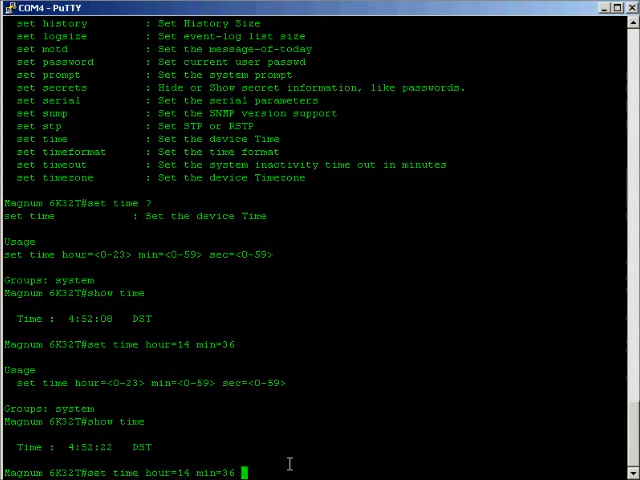 COM4 - PuTTY
set history : Set History Size
set logsize : Set event-log list size
set motd : Set the message-of-today
set password : Set current user passwd
set prompt : Set the system prompt
set secrets : Hide or Show secret information, like passwords.
set serial : Set the serial parameters
set snmp : Set the SNMP version support
set stp : Set STP or RSTP
set time : Set the device Time
set timeformat : Set the time format
set timeout : Set the system inactivity time out in minutes
set timezone : Set the device Timezone
Magnum 6K32T#set time ?
set time : Set the device Time
Usage
set time hour=<0-23> min=<0-59> sec=<0-59>
Groups: system
Magnum 6K32T#show time
Time : 4:52:08 DST
Magnum 6K32T#set time hour=14 min=36
Usage
set time hour=<0-23> min=<0-59> sec=<0-59>
Groups: system
Magnum 6K32T#show time
Time : 4:52:22 DST
Magnum 6K32T#set time hour=14 min=36